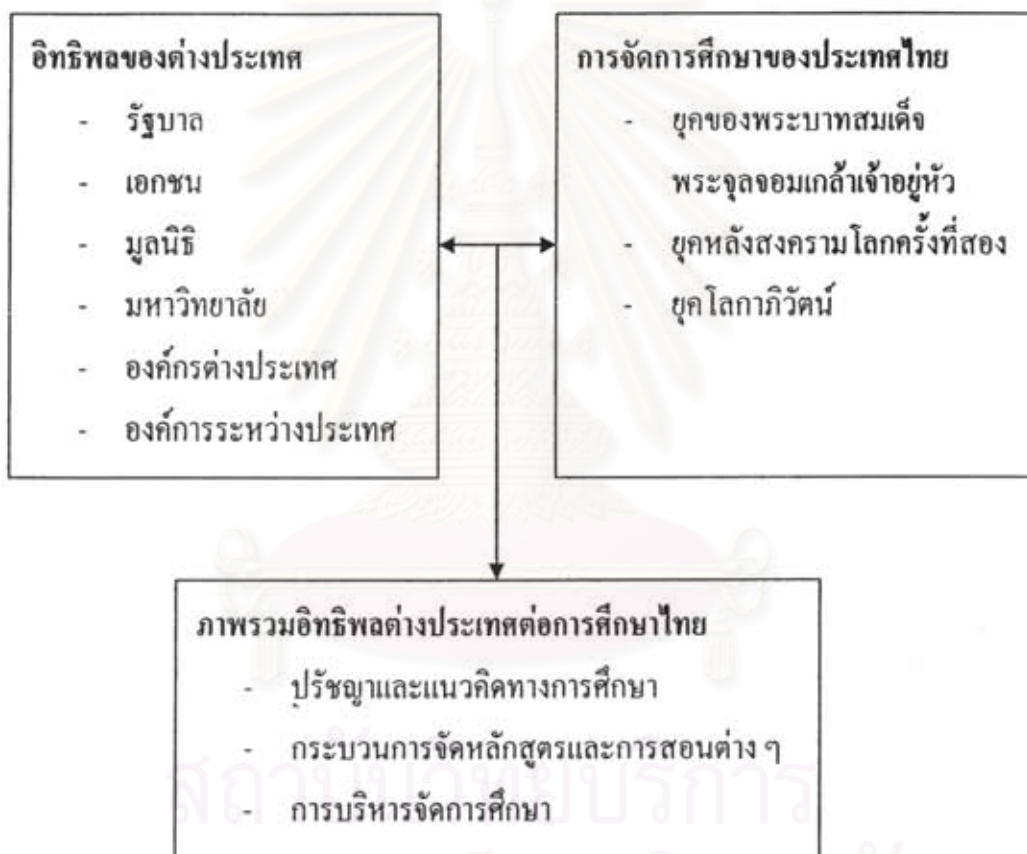 อิทธิพลของต่างประเทศ
- รัฐบาล
- เอกชน
- มูลนิธิ
- มหาวิทยาลัย
- องค์กรต่างประเทศ
- องค์การระหว่างประเทศ
การจัดการศึกษาของประเทศไทย
- ยุคของพระบาทสมเด็จ
พระจุลจอมเกล้าเจ้าอยู่หัว
- ยุคหลังสงครามโลกครั้งที่สอง
- ยุคโลกาภิวัตน์
ภาพรวมอิทธิพลต่างประเทศต่อการศึกษาไทย
- ปรัชญาและแนวคิดทางการศึกษา
- กระบวนการจัดหลักสูตรและการสอนต่าง ๆ
- การบริหารจัดการศึกษา
สถาบันวิทยบริการ